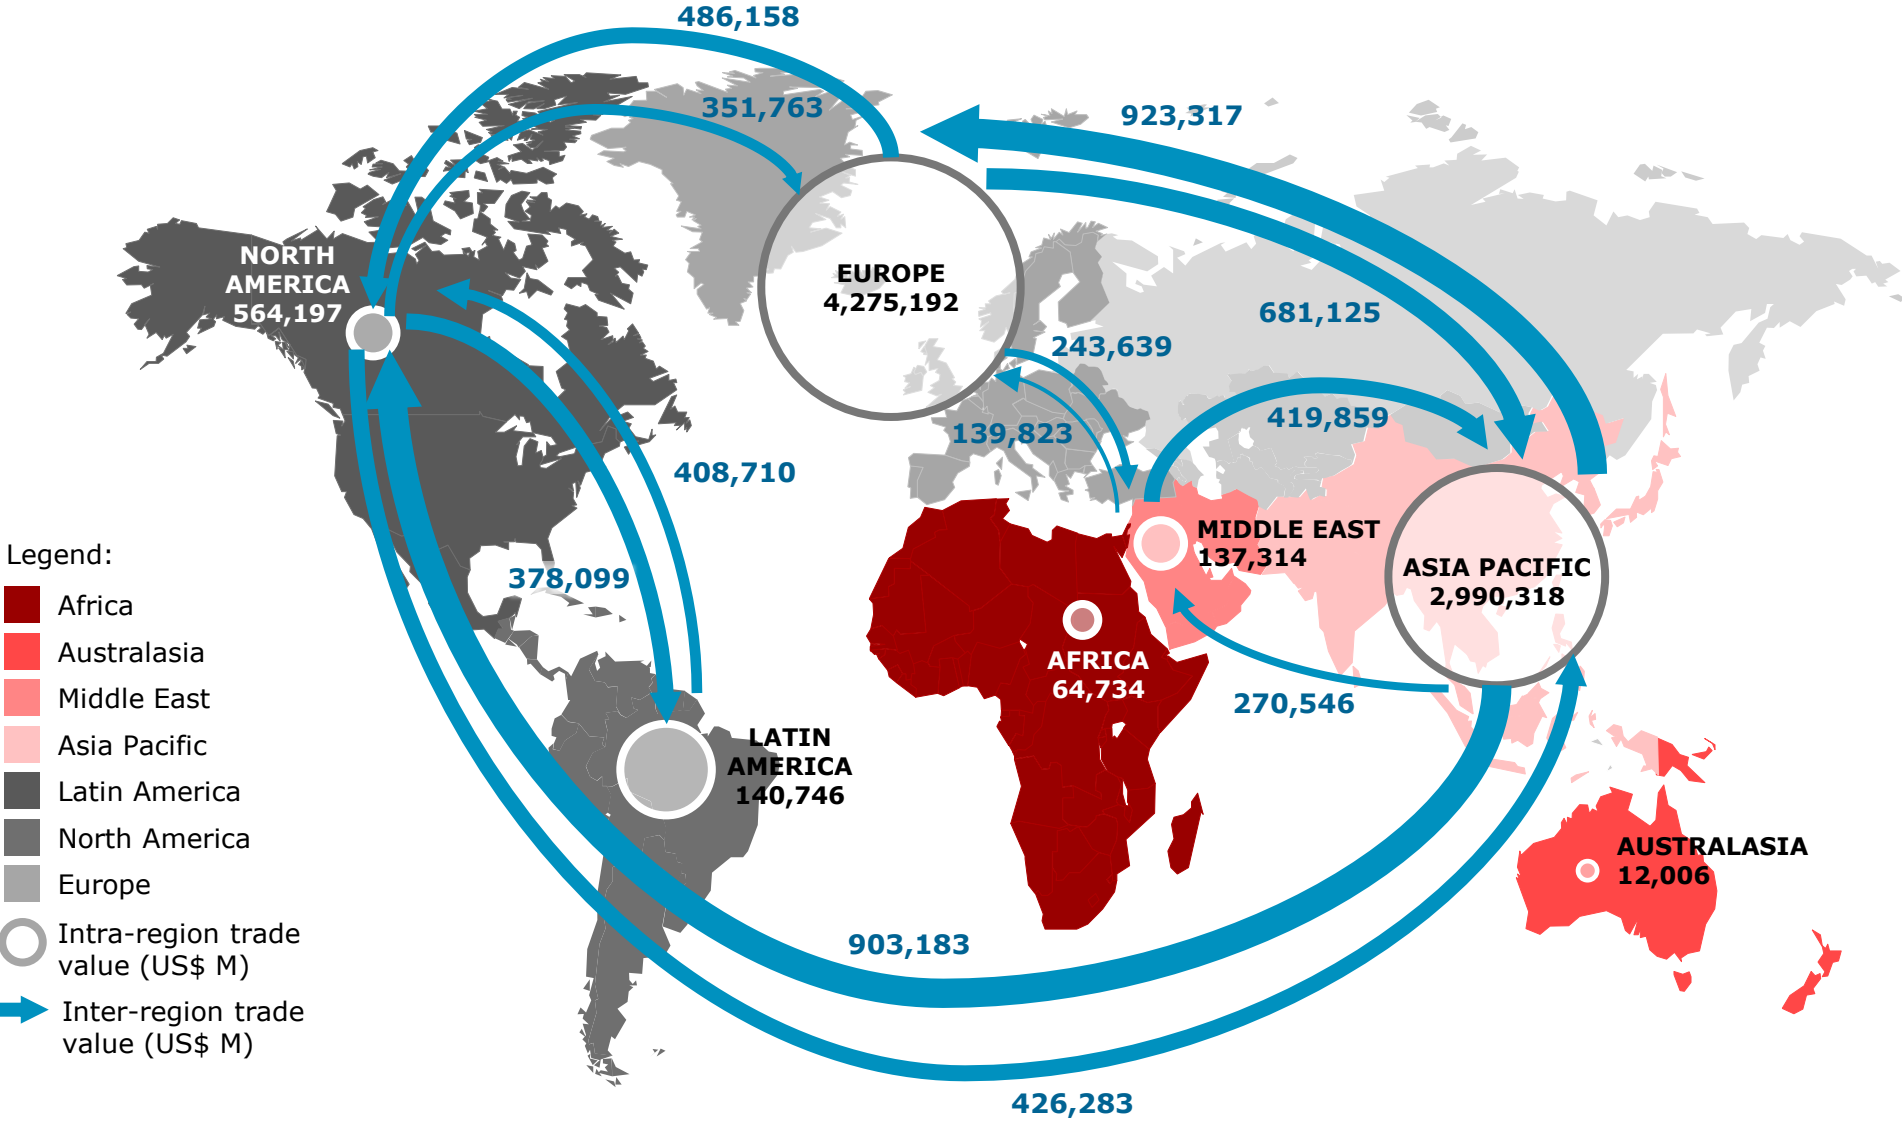 486,158
351,763
923,317
NORTH
AMERICA
564,197
EUROPE
4,275,192
681,125
243,639
419,859
139,823
408,710
378,099
MIDDLE EAST
137,314
ASIA PACIFIC
2,990,318
AFRICA
64,734
270,546
LATIN
AMERICA
140,746
AUSTRALASIA
12,006
903,183
426,283
Legend:
Africa
Australasia
Middle East
Asia Pacific
Latin America
North America
Europe
Intra-region trade
value (US$ M)
Inter-region trade
value (US$ M)